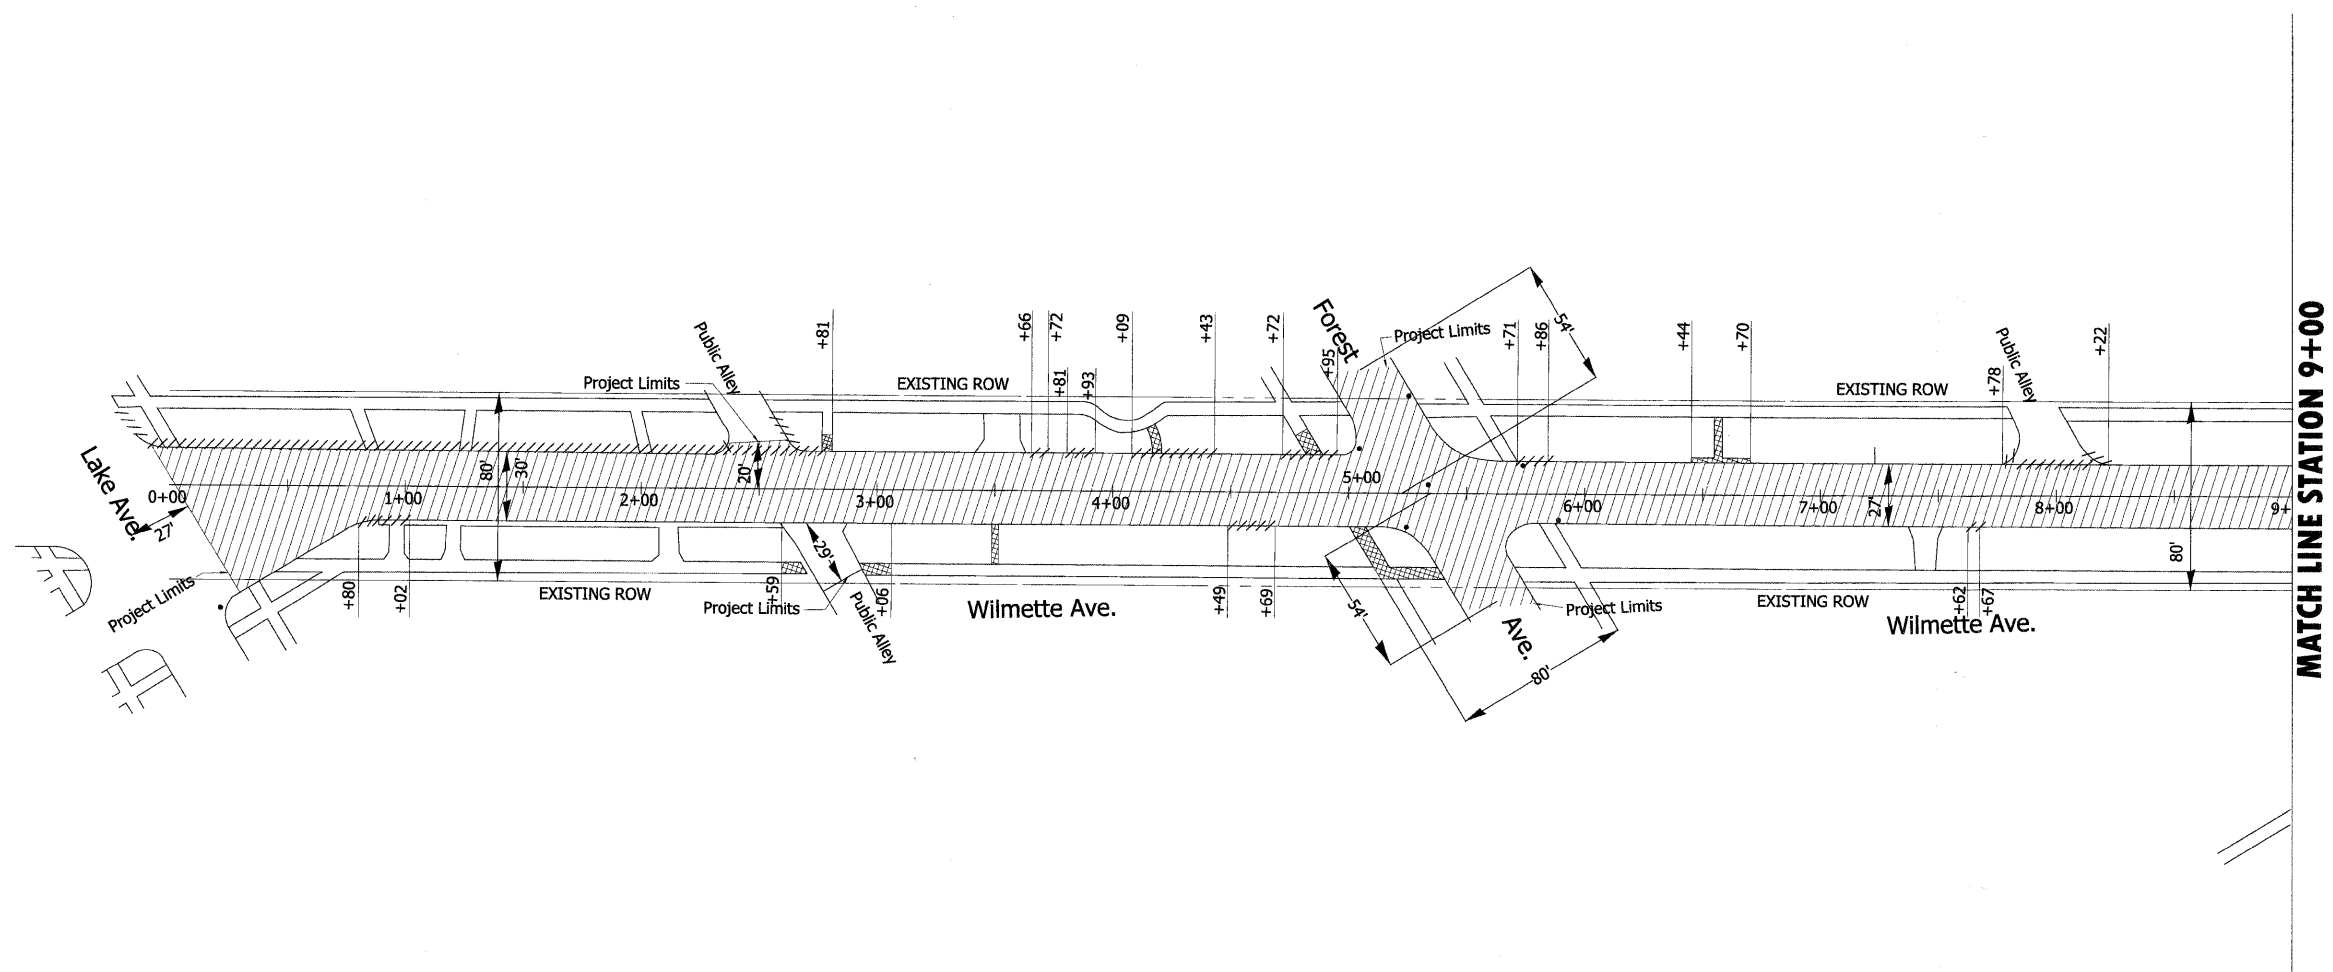 Lake Ave.
0+00
27'
Project Limits
+80
+02
1+00
80'
30'
EXISTING ROW
2+00
Project Limits
Public Alley
20'
+81
EXISTING ROW
+59
29'
Project Limits
Public Alley
+06
3+00
Wilmette Ave.
+66
+72
+81
+93
+09
4+00
+43
+72
+49
+69
Forest
+95
5+00
Project Limits
54'
54'
Ave.
80'
Project Limits
+71
+86
6+00
+44
+70
EXISTING ROW
7+00
27'
EXISTING ROW
+62
+67
Wilmette Ave.
+78
Public Alley
8+00
+22
80'
9+
MATCH LINE STATION 9+00